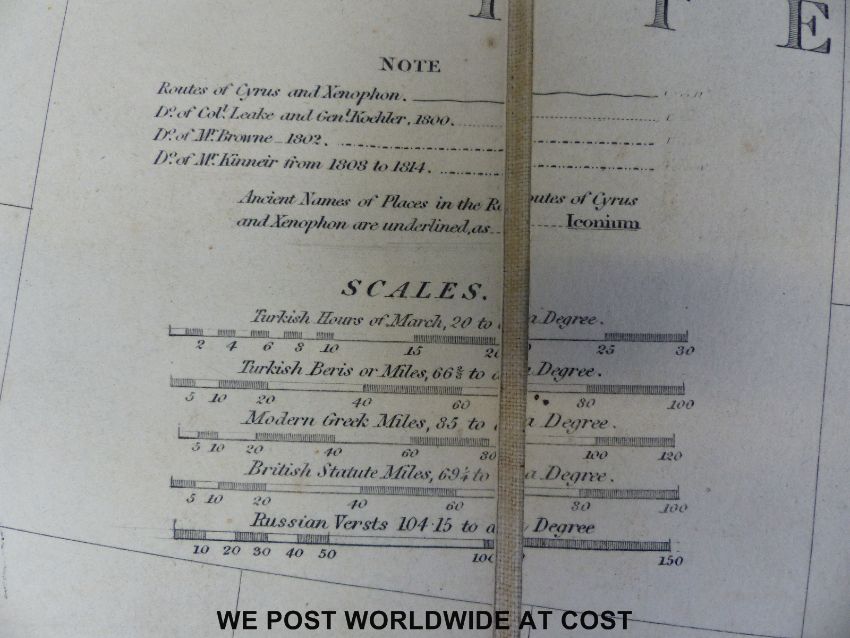 T T E
NOTE
Routes of Cyrus and Xenophon.
Do. of Col. Leake and Genl. Koehler, 1800.
Do. of Mr. Browne _ 1802.
Do. of Mr. Kinneir from 1808 to 1814.
Ancient Names of Places in the Routes of Cyrus
and Xenophon are underlined, as Iconium
SCALES.
Turkish Hours of March, 20 to a Degree.
2 4 6 8 10 15 20 25 30
Turkish Beris or Miles, 66⅔ to a Degree.
5 10 20 40 60 80 100
Modern Greek Miles, 85 to a Degree.
5 10 20 40 60 80 100 120
British Statute Miles, 69¼ to a Degree.
5 10 20 40 60 80 100
Russian Versts 104·15 to a Degree
10 20 30 40 50 100 150
WE POST WORLDWIDE AT COST